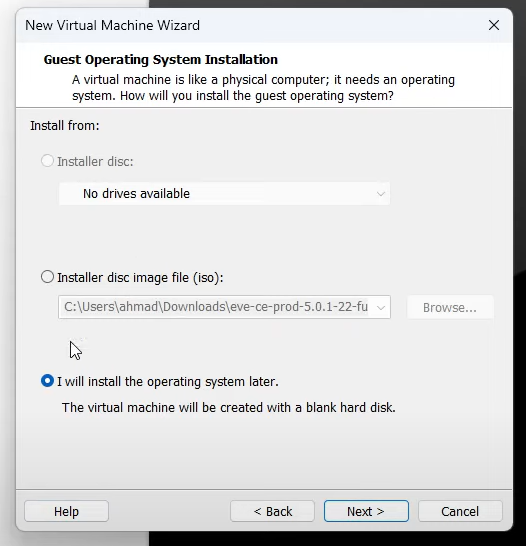 New Virtual Machine Wizard
Guest Operating System Installation
A virtual machine is like a physical computer; it needs an operating
system. How will you install the guest operating system?
Install from:
Installer disc:
No drives available
Installer disc image file (iso):
C:\Users\ahmad\Downloads\eve-ce-prod-5.0.1-22-fu
Browse...
I will install the operating system later.
The virtual machine will be created with a blank hard disk.
Help
< Back
Next >
Cancel